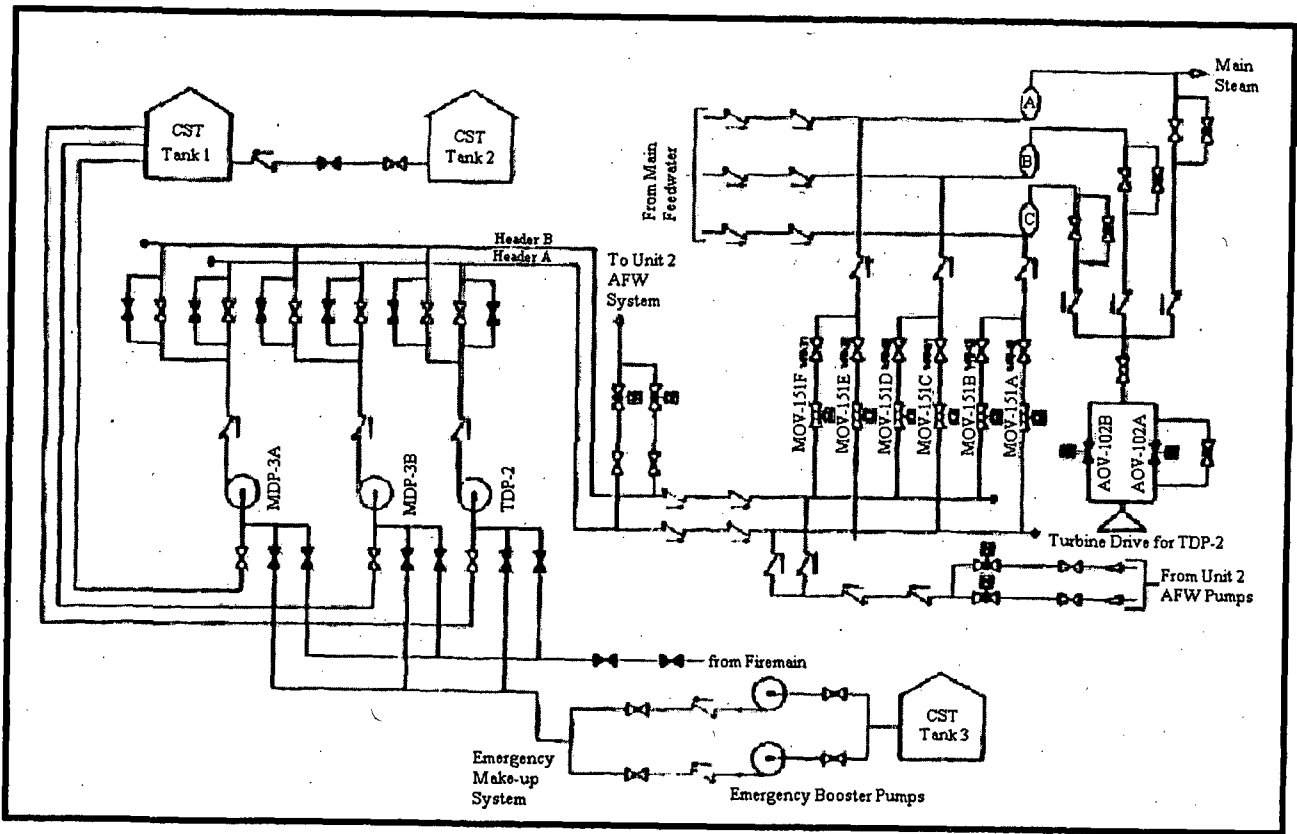 Main
Steam
A
CST
Tank 1
CST
Tank 2
B
From Main
Feedwater
C
Header B
Header A
To Unit 2
AFW
System
MOV-151F
MOV-151E
MOV-151D
MOV-151C
MOV-151B
MOV-151A
AOV-102B
AOV-102A
MDP-3A
MDP-3B
TDP-2
Turbine Drive for TDP-2
From Unit 2
AFW Pumps
from Firemain
CST
Tank 3
Emergency
Make-up
System
Emergency Booster Pumps